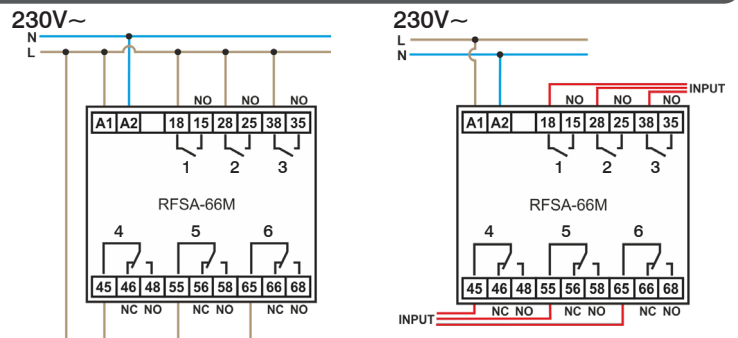 230V~
N
L
NO NO NO
A1 A2 18 15 28 25 38 35
1 2 3
RFSA-66M
4 5 6
45 46 48 55 56 58 65 66 68
NC NO NC NO NC NO
230V~
L
N
INPUT
NO NO NO
A1 A2 18 15 28 25 38 35
1 2 3
RFSA-66M
4 5 6
45 46 48 55 56 58 65 66 68
NC NO NC NO NC NO
INPUT